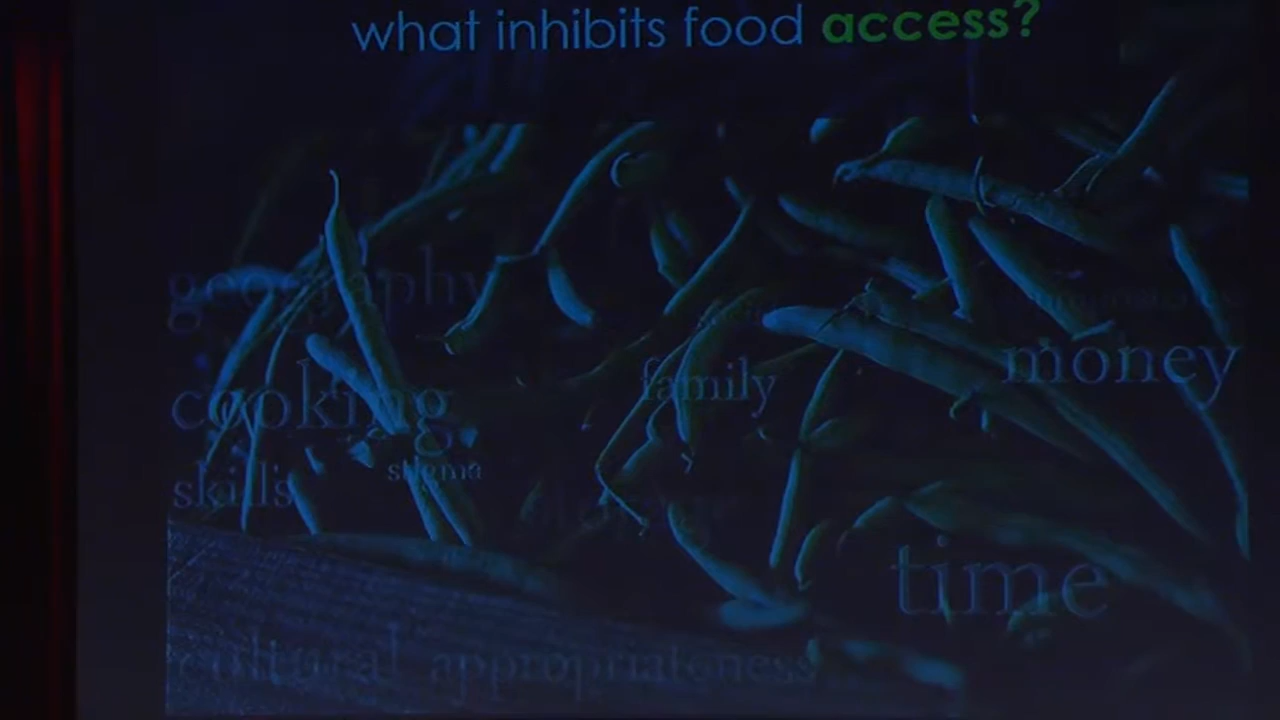 what inhibits food access?
geography
family
money
cooking
skills
stigma
time
cultural appropriateness